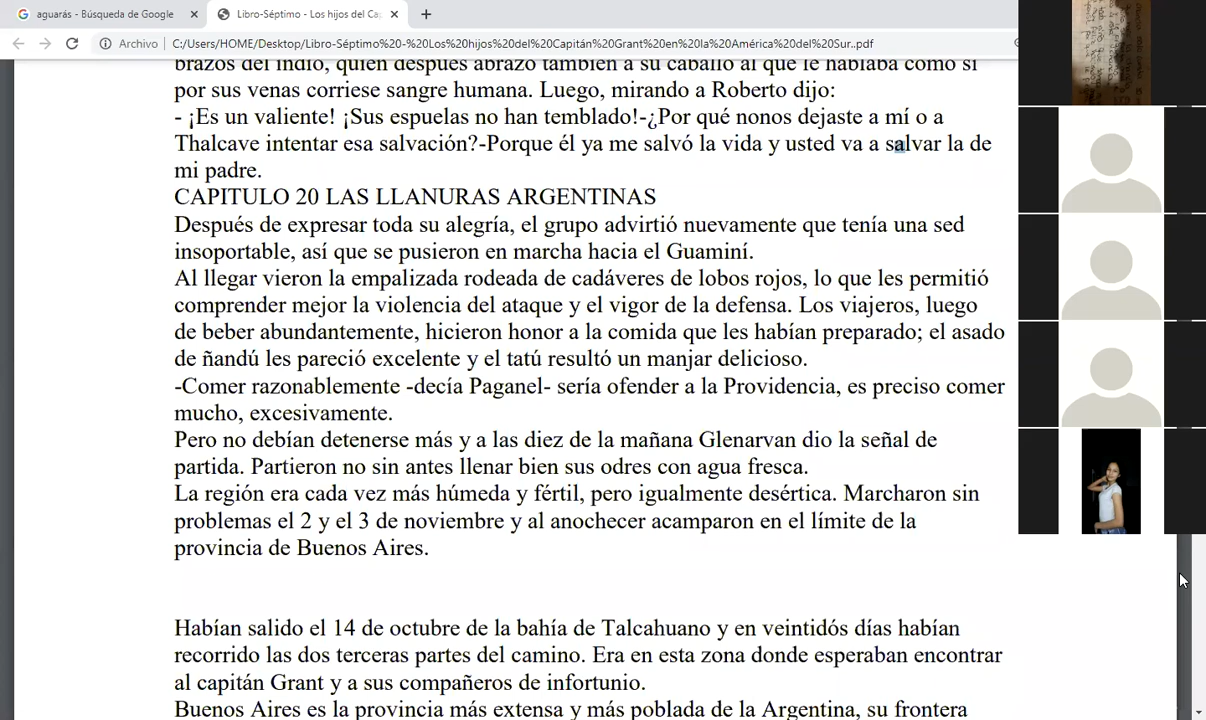 aguarás - Búsqueda de Google
Libro-Séptimo - Los hijos del Ca
Archivo
C:/Users/HOME/Desktop/Libro-Séptimo%20-%20Los%20hijos%20del%20Capitán%20Grant%20en%20la%20América%20del%20Sur..pdf
brazos del indio, quien después abrazó también a su caballo al que le hablaba como si
por sus venas corriese sangre humana. Luego, mirando a Roberto dijo:
- ¡Es un valiente! ¡Sus espuelas no han temblado!-¿Por qué nonos dejaste a mí o a
Thalcave intentar esa salvación?-Porque él ya me salvó la vida y usted va a salvar la de
mi padre.
CAPITULO 20 LAS LLANURAS ARGENTINAS
Después de expresar toda su alegría, el grupo advirtió nuevamente que tenía una sed
insoportable, así que se pusieron en marcha hacia el Guaminí.
Al llegar vieron la empalizada rodeada de cadáveres de lobos rojos, lo que les permitió
comprender mejor la violencia del ataque y el vigor de la defensa. Los viajeros, luego
de beber abundantemente, hicieron honor a la comida que les habían preparado; el asado
de ñandú les pareció excelente y el tatú resultó un manjar delicioso.
-Comer razonablemente -decía Paganel- sería ofender a la Providencia, es preciso comer
mucho, excesivamente.
Pero no debían detenerse más y a las diez de la mañana Glenarvan dio la señal de
partida. Partieron no sin antes llenar bien sus odres con agua fresca.
La región era cada vez más húmeda y fértil, pero igualmente desértica. Marcharon sin
problemas el 2 y el 3 de noviembre y al anochecer acamparon en el límite de la
provincia de Buenos Aires.
Habían salido el 14 de octubre de la bahía de Talcahuano y en veintidós días habían
recorrido las dos terceras partes del camino. Era en esta zona donde esperaban encontrar
al capitán Grant y a sus compañeros de infortunio.
Buenos Aires es la provincia más extensa y más poblada de la Argentina, su frontera